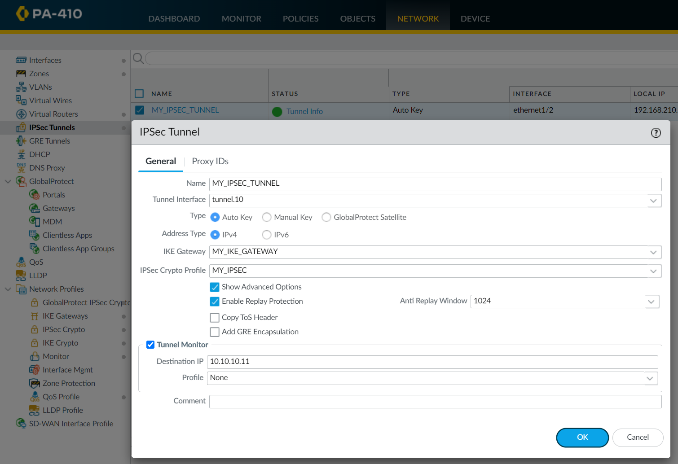 PA-410
DASHBOARD MONITOR POLICIES OBJECTS NETWORK DEVICE
Interfaces
Zones
VLANs
Virtual Wires
Virtual Routers
IPSec Tunnels
GRE Tunnels
DHCP
DNS Proxy
GlobalProtect
Portals
Gateways
MDM
Clientless Apps
Clientless App Groups
QoS
LLDP
Network Profiles
GlobalProtect IPSec Crypto
IKE Gateways
IPSec Crypto
IKE Crypto
Monitor
Interface Mgmt
Zone Protection
QoS Profile
LLDP Profile
SD-WAN Interface Profile
NAME STATUS TYPE INTERFACE LOCAL IP
MY_IPSEC_TUNNEL Tunnel Info Auto Key ethernet1/2 192.168.210.
IPSec Tunnel
General Proxy IDs
Name MY_IPSEC_TUNNEL
Tunnel Interface tunnel.10
Type Auto Key Manual Key GlobalProtect Satellite
Address Type IPv4 IPv6
IKE Gateway MY_IKE_GATEWAY
IPSec Crypto Profile MY_IPSEC
Show Advanced Options
Enable Replay Protection Anti Replay Window 1024
Copy ToS Header
Add GRE Encapsulation
Tunnel Monitor
Destination IP 10.10.10.11
Profile None
Comment
OK Cancel